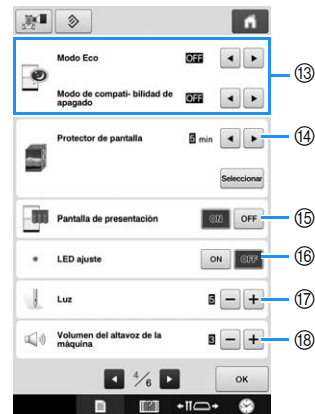 Modo Eco OFF
⑬
Modo de compati- bilidad de
apagado OFF
Protector de pantalla 5 min
⑭
Seleccionar
Pantalla de presentación ON OFF
⑮
LED ajuste ON OFF
⑯
Luz 5 − +
⑰
Volumen del altavoz de la
máquina 3 − +
⑱
4/6 OK